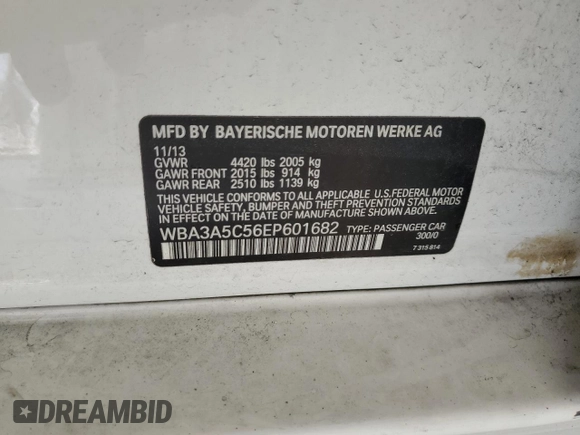 MFD BY BAYERISCHE MOTOREN WERKE AG
11/13
GVWR 4420 lbs 2005 kg
GAWR FRONT 2015 lbs 914 kg
GAWR REAR 2510 lbs 1139 kg
THIS VEHICLE CONFORMS TO ALL APPLICABLE U.S.FEDERAL MOTOR
VEHICLE SAFETY, BUMPER AND THEFT PREVENTION STANDARDS
IN EFFECT ON THE DATE OF MANUFACTURE SHOWN ABOVE.
WBA3A5C56EP601682 TYPE: PASSENGER CAR
300/0
7 315 814
DREAMBID